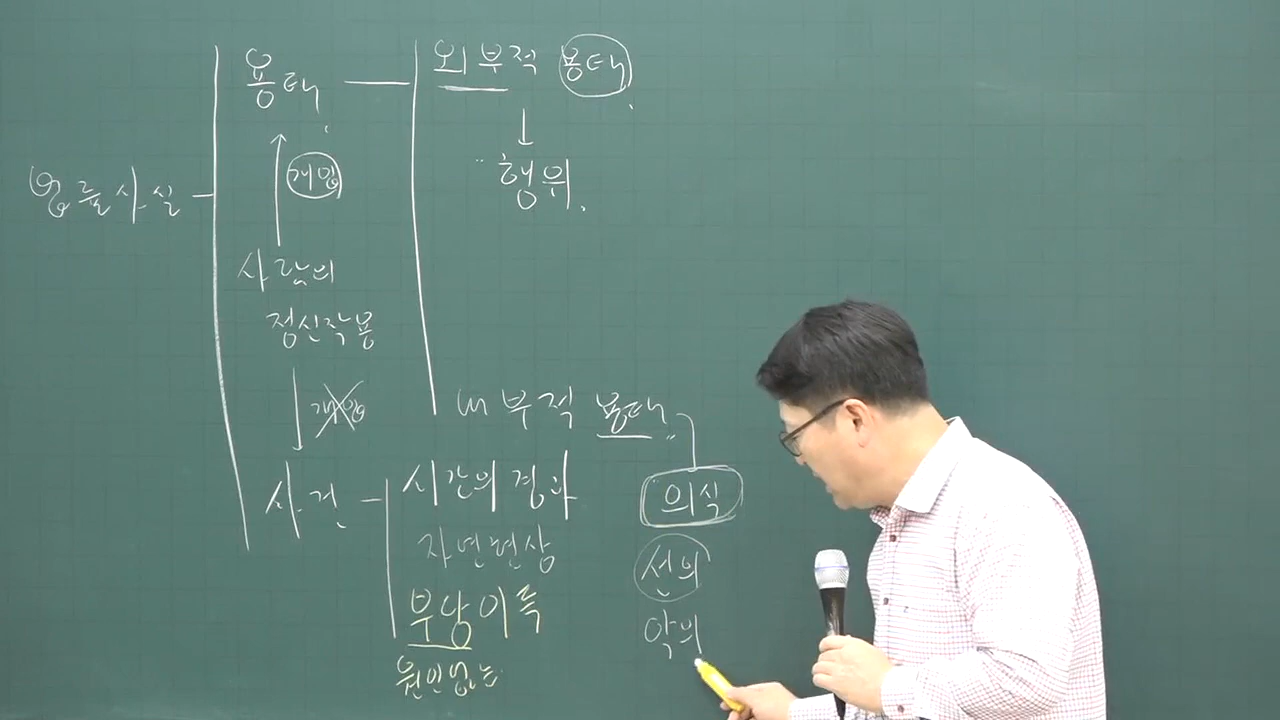 법률사실
용태
개입
사람의
정신작용
개입
사건
외부적 용태
행위
내부적 용태
의식
선의
악의
시간의 경과
자연현상
부당이득
원인없는